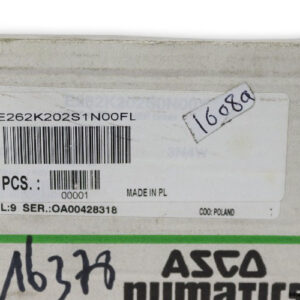 E262K202S1N00FL
1608a
PCS. :
00001
MADE IN PL
L:9 SER.:OA00428318
COO: POLAND :
16378
ASCO
numatics